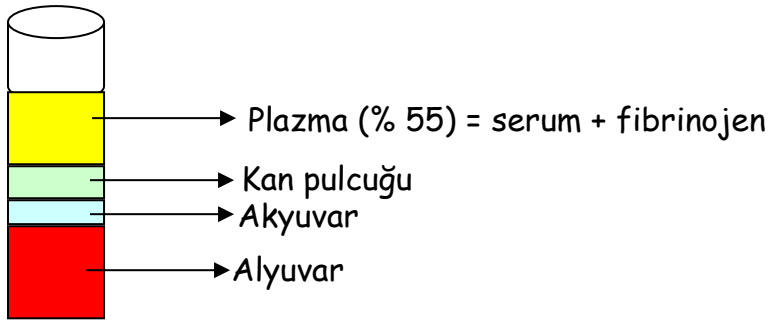 Plazma (% 55) = serum + fibrinojen
Kan pulcuğu
Akyuvar
Alyuvar